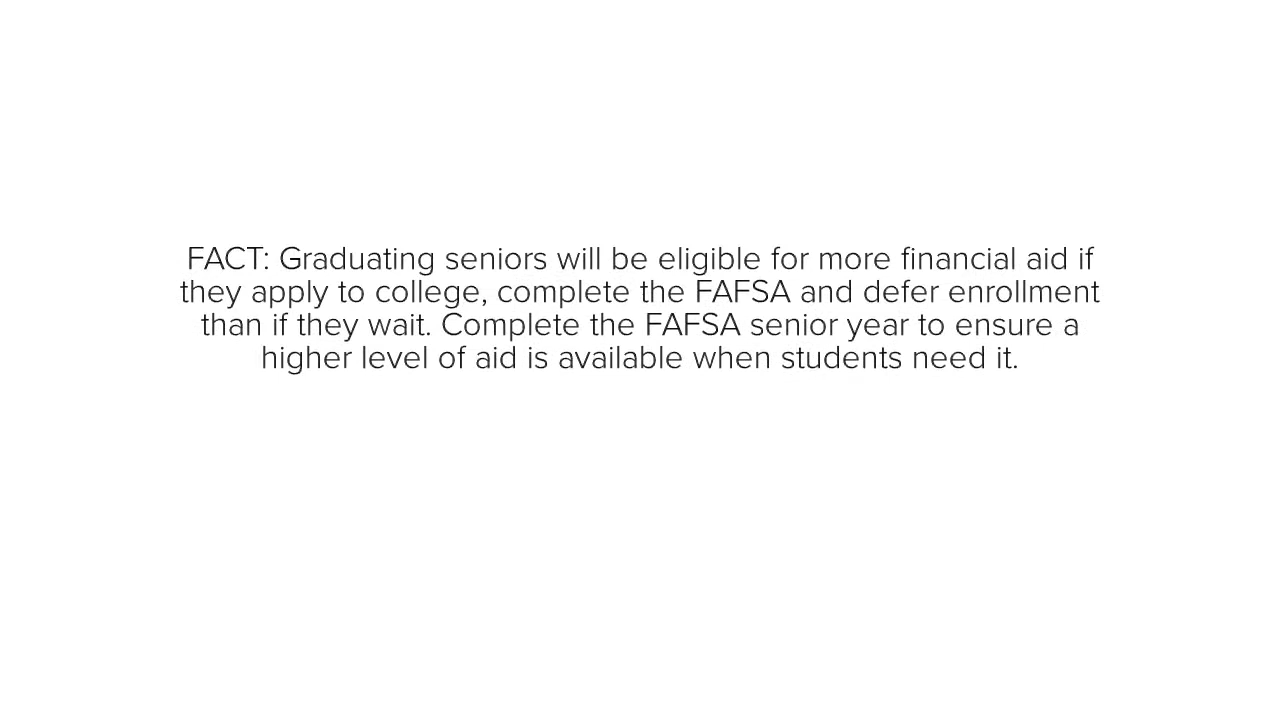 FACT: Graduating seniors will be eligible for more financial aid if
they apply to college, complete the FAFSA and defer enrollment
than if they wait. Complete the FAFSA senior year to ensure a
higher level of aid is available when students need it.